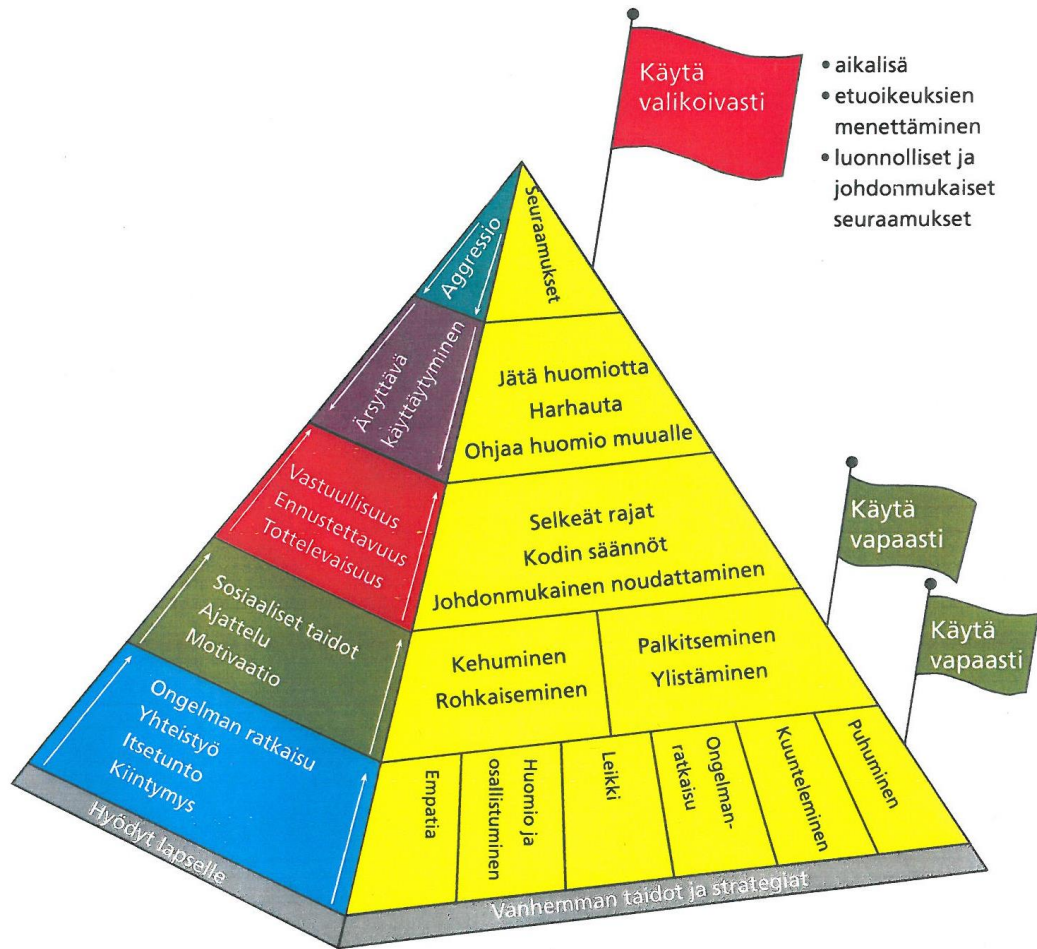 Käytä
valikoivasti
• aikalisä
• etuoikeuksien
menettäminen
• luonnolliset ja
johdonmukaiset
seuraamukset
Aggressio
Seuraamukset
Ärsyttävä
käyttäytyminen
Jätä huomiotta
Harhauta
Ohjaa huomio muualle
Vastuullisuus
Ennustettavuus
Tottelevaisuus
Selkeät rajat
Kodin säännöt
Johdonmukainen noudattaminen
Käytä
vapaasti
Sosiaaliset taidot
Ajattelu
Motivaatio
Kehuminen
Rohkaiseminen
Palkitseminen
Ylistäminen
Käytä
vapaasti
Ongelman ratkaisu
Yhteistyö
Itsetunto
Kiintymys
Empatia
Huomio ja
osallistuminen
Leikki
Ongelman-
ratkaisu
Kuunteleminen
Puhuminen
Hyödyt lapselle
Vanhemman taidot ja strategiat